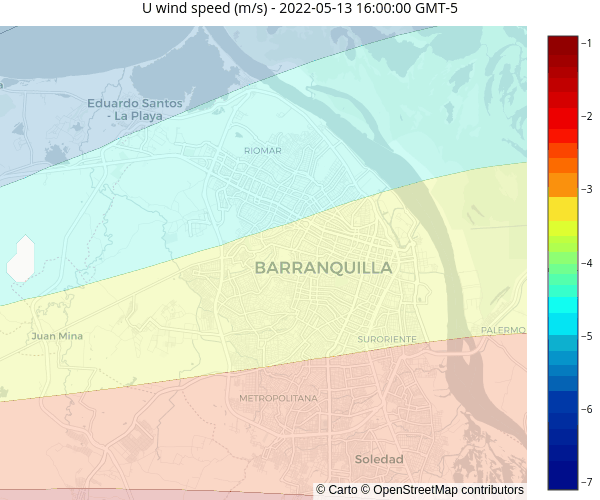 U wind speed (m/s) - 2022-05-13 16:00:00 GMT-5
Eduardo Santos
- La Playa
RIOMAR
BARRANQUILLA
Juan Mina
SURORIENTE
PALERMO
METROPOLITANA
Soledad
© Carto © OpenStreetMap contributors
−1
−2
−3
−4
−5
−6
−7